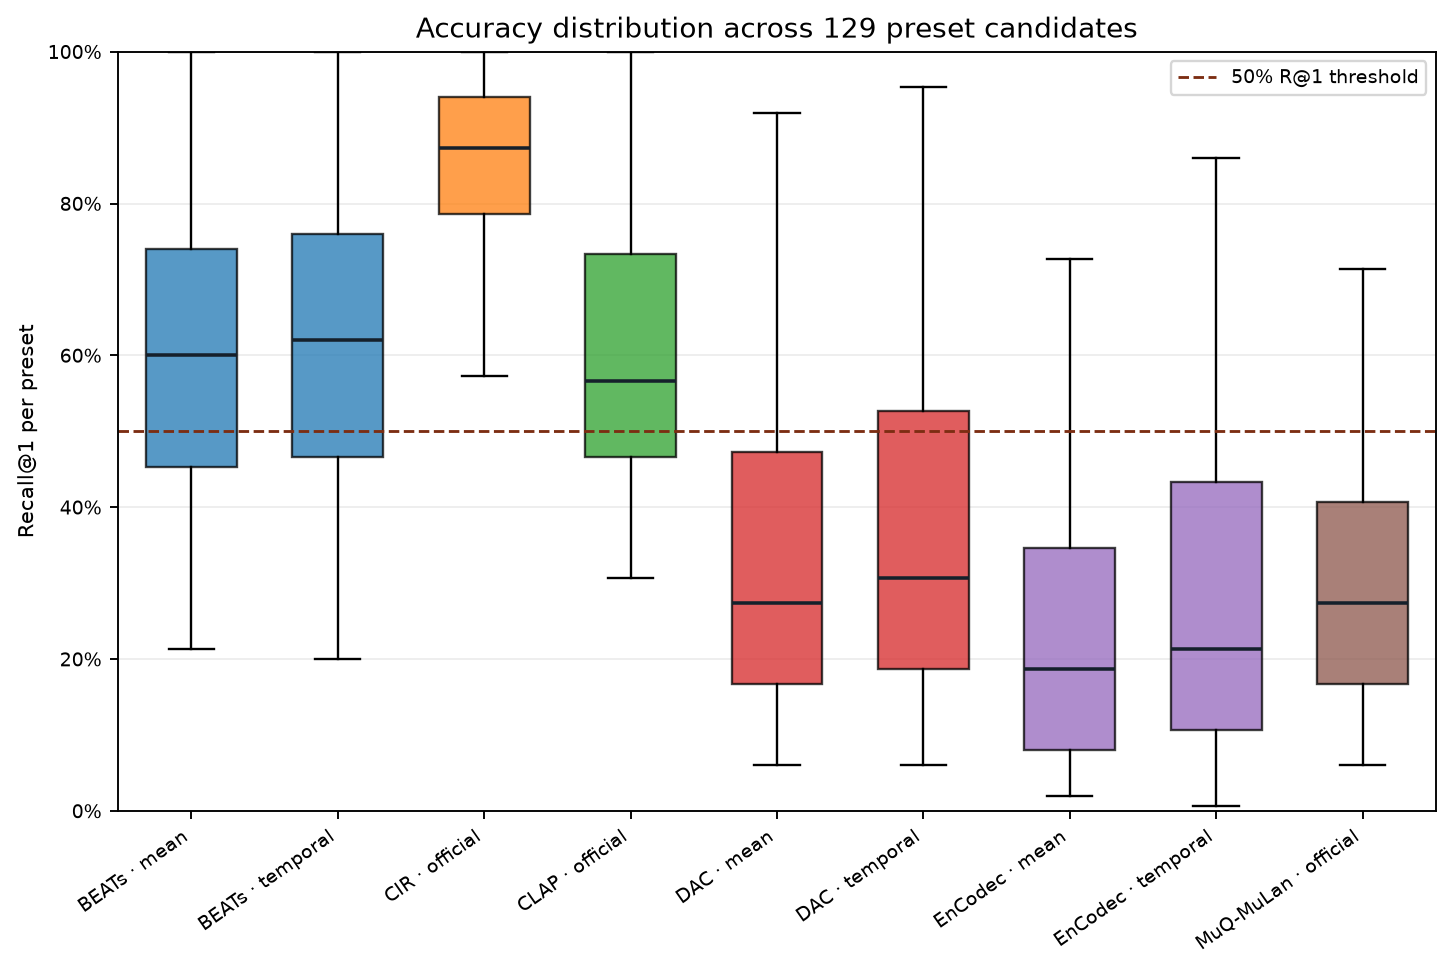 Accuracy distribution across 129 preset candidates
100%
80%
60%
40%
20%
0%
Recall@1 per preset
50% R@1 threshold
BEATs · mean
BEATs · temporal
CIR · official
CLAP · official
DAC · mean
DAC · temporal
EnCodec · mean
EnCodec · temporal
MuQ-MuLan · official